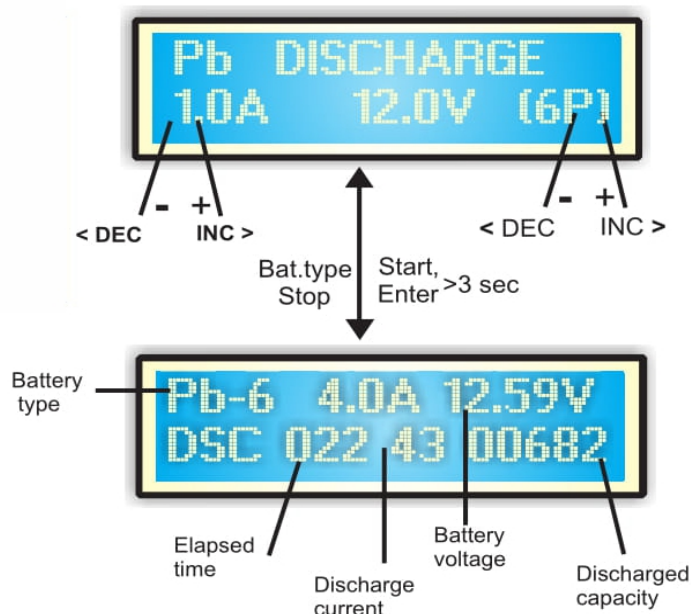 Pb DISCHARGE
1.0A 12.0V (6P)
- +
< DEC INC >
- +
< DEC INC >
Bat.type
Stop
Start,
Enter >3 sec
Battery
type
Pb-6 4.0A 12.59V
DSC 022 43 00682
Elapsed
time
Discharge
current
Battery
voltage
Discharged
capacity